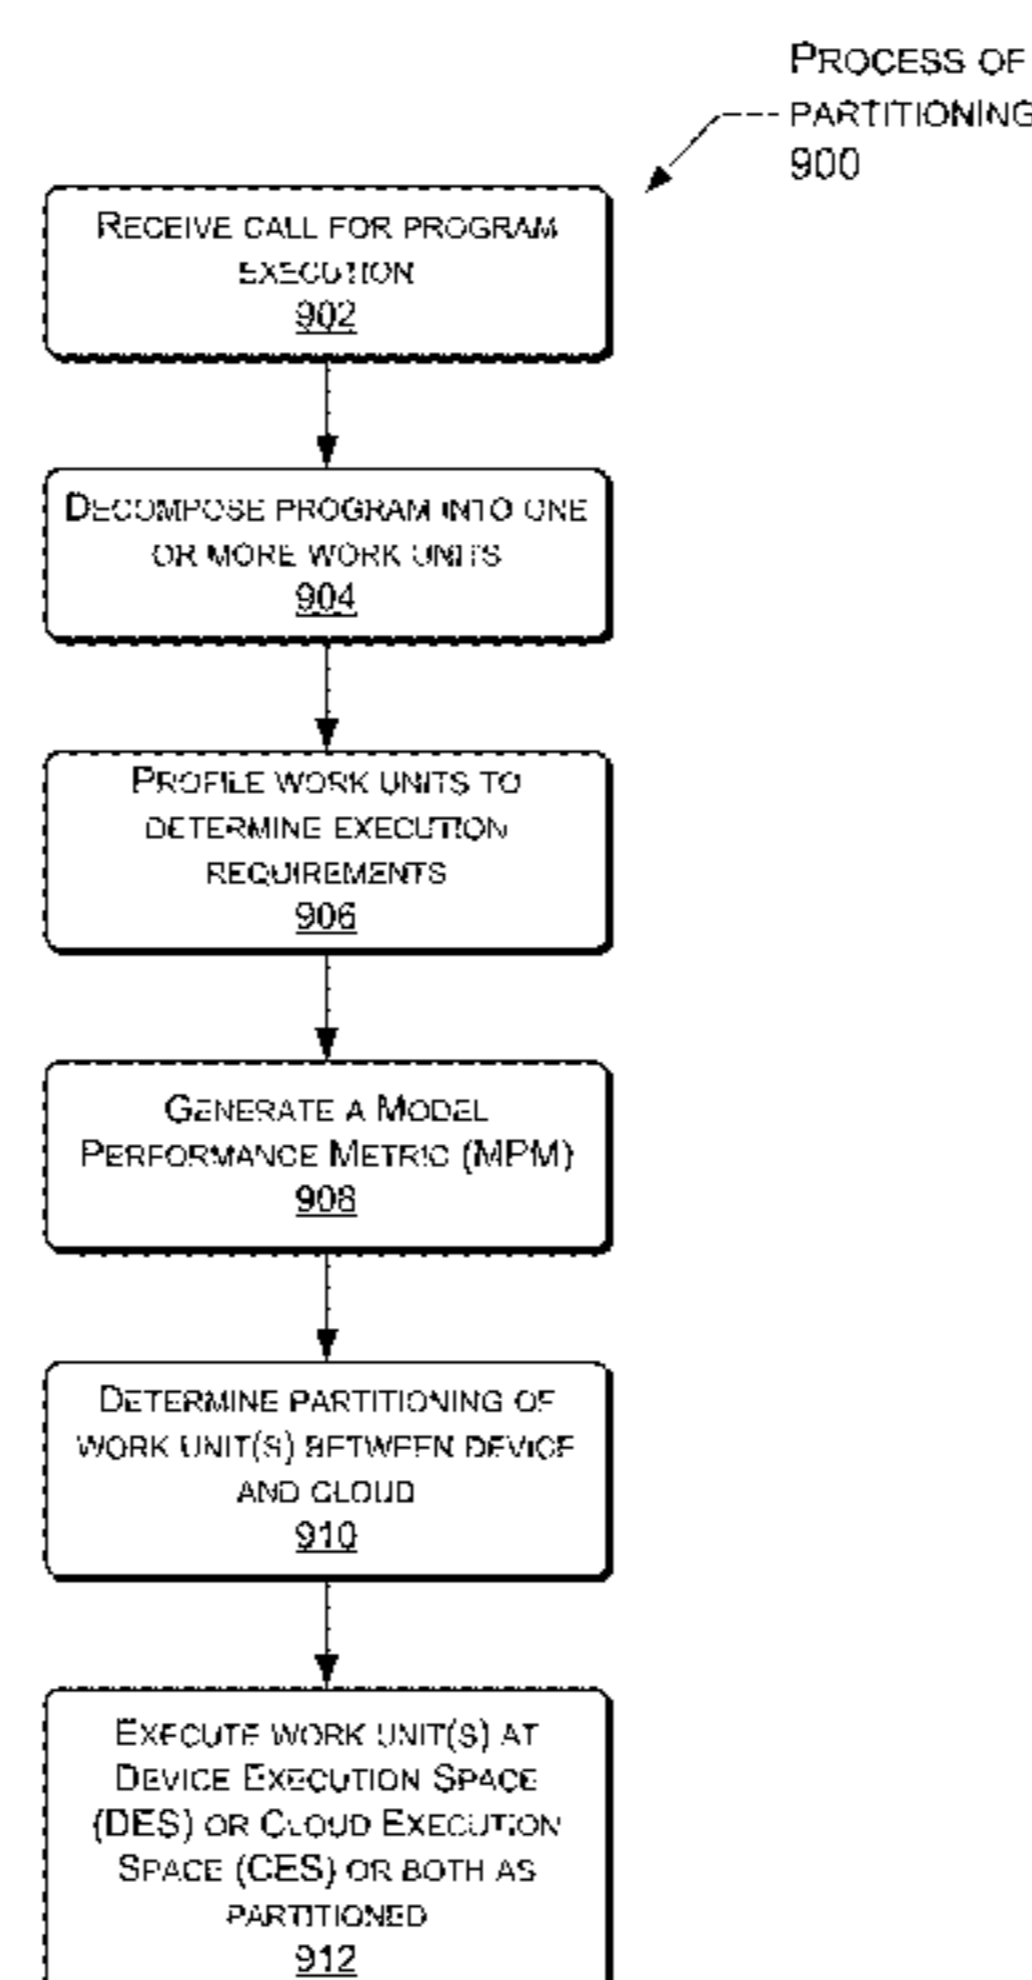 PROCESS OF
PARTITIONING
900
RECEIVE CALL FOR PROGRAM
EXECUTION
902
DECOMPOSE PROGRAM INTO ONE
OR MORE WORK UNITS
904
PROFILE WORK UNITS TO
DETERMINE EXECUTION
REQUIREMENTS
906
GENERATE A MODEL
PERFORMANCE METRIC (MPM)
908
DETERMINE PARTITIONING OF
WORK UNIT(S) BETWEEN DEVICE
AND CLOUD
910
EXECUTE WORK UNIT(S) AT
DEVICE EXECUTION SPACE
(DES) OR CLOUD EXECUTION
SPACE (CES) OR BOTH AS
PARTITIONED
912